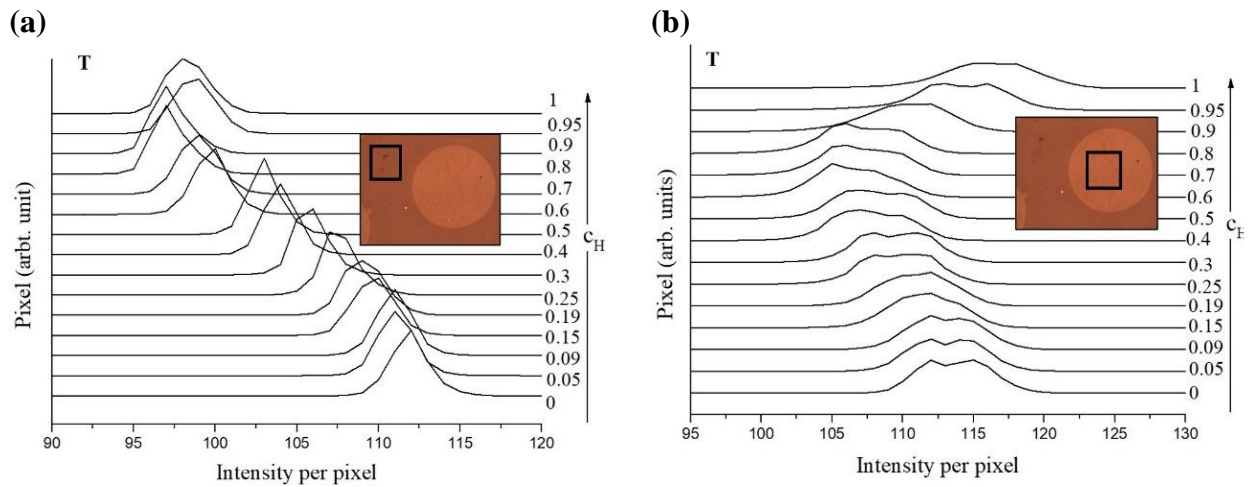 (a)
T
1
0.95
0.9
0.8
0.7
0.6
0.5
0.4
0.3
0.25
0.19
0.15
0.09
0.05
0
c_H
Pixel (arbt. unit)
90 95 100 105 110 115 120
Intensity per pixel
(b)
T
1
0.95
0.9
0.8
0.7
0.6
0.5
0.4
0.3
0.25
0.19
0.15
0.09
0.05
0
c_H
Pixel (arb. units)
95 100 105 110 115 120 125 130
Intensity per pixel